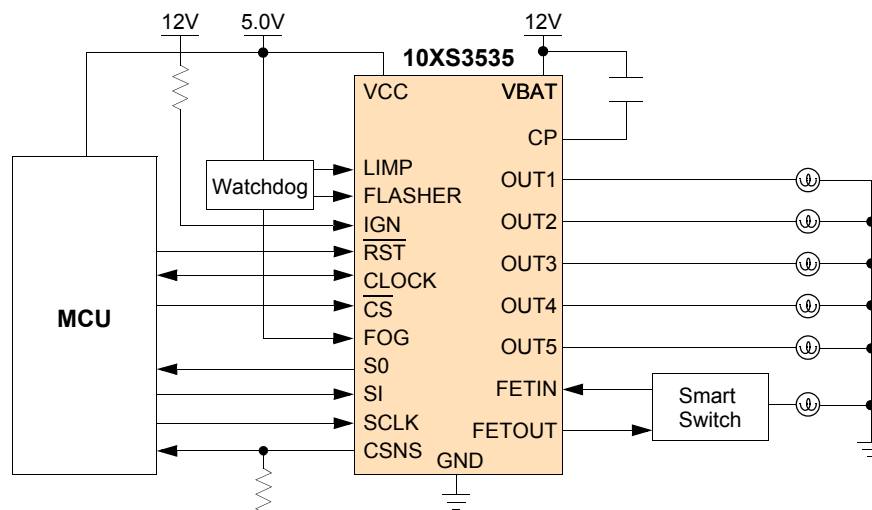 12V
5.0V
12V
10XS3535
VCC
VBAT
CP
LIMP
Watchdog
FLASHER
IGN
RST
CLOCK
CS
FOG
S0
SI
SCLK
CSNS
GND
OUT1
OUT2
OUT3
OUT4
OUT5
FETIN
FETOUT
MCU
Smart
Switch